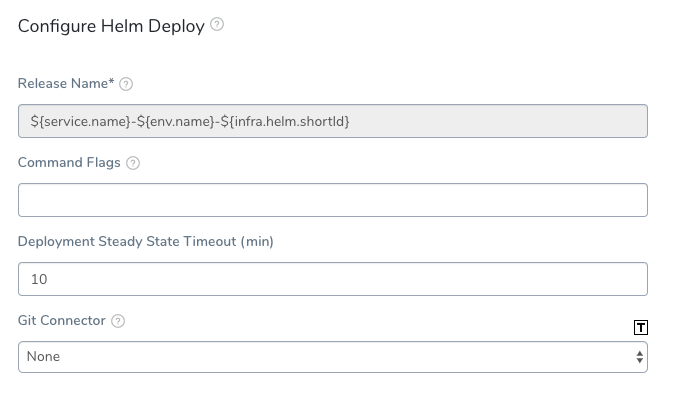 Configure Helm Deploy ?
Release Name* ?
${service.name}-${env.name}-${infra.helm.shortId}
Command Flags ?
Deployment Steady State Timeout (min)
10
Git Connector ?
T
None